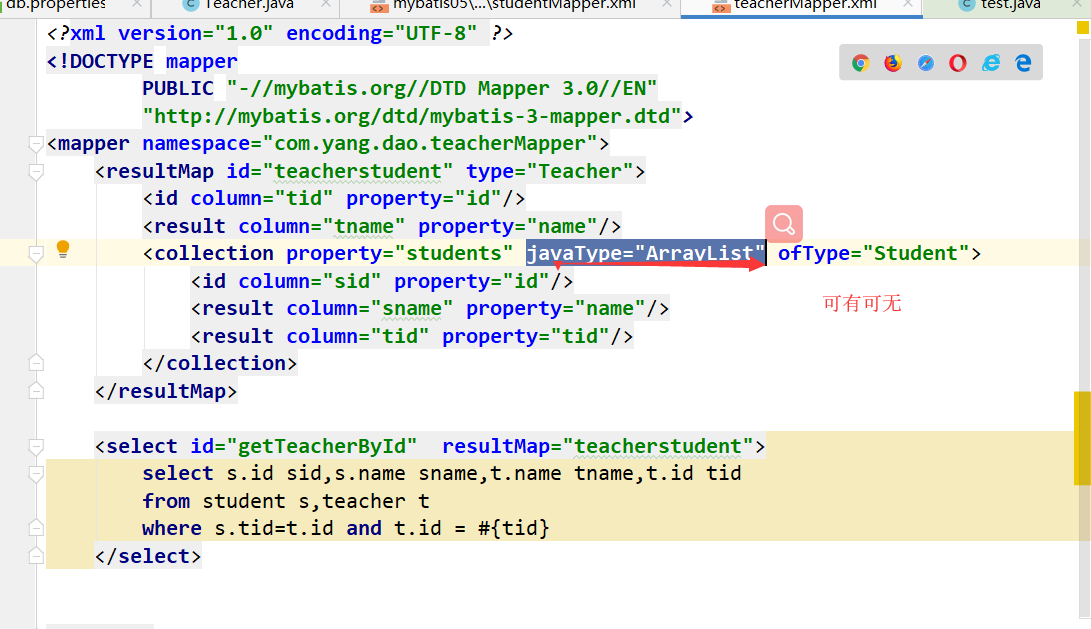 db.properties Teacher.java mybatis05\...\studentMapper.xml teacherMapper.xml test.java
<?xml version="1.0" encoding="UTF-8" ?>
<!DOCTYPE mapper
PUBLIC "-//mybatis.org//DTD Mapper 3.0//EN"
"http://mybatis.org/dtd/mybatis-3-mapper.dtd">
<mapper namespace="com.yang.dao.teacherMapper">
<resultMap id="teacherstudent" type="Teacher">
<id column="tid" property="id"/>
<result column="tname" property="name"/>
<collection property="students" javaType="ArrayList" ofType="Student">
<id column="sid" property="id"/>
可有可无
<result column="sname" property="name"/>
<result column="tid" property="tid"/>
</collection>
</resultMap>
<select id="getTeacherById" resultMap="teacherstudent">
select s.id sid,s.name sname,t.name tname,t.id tid
from student s,teacher t
where s.tid=t.id and t.id = #{tid}
</select>